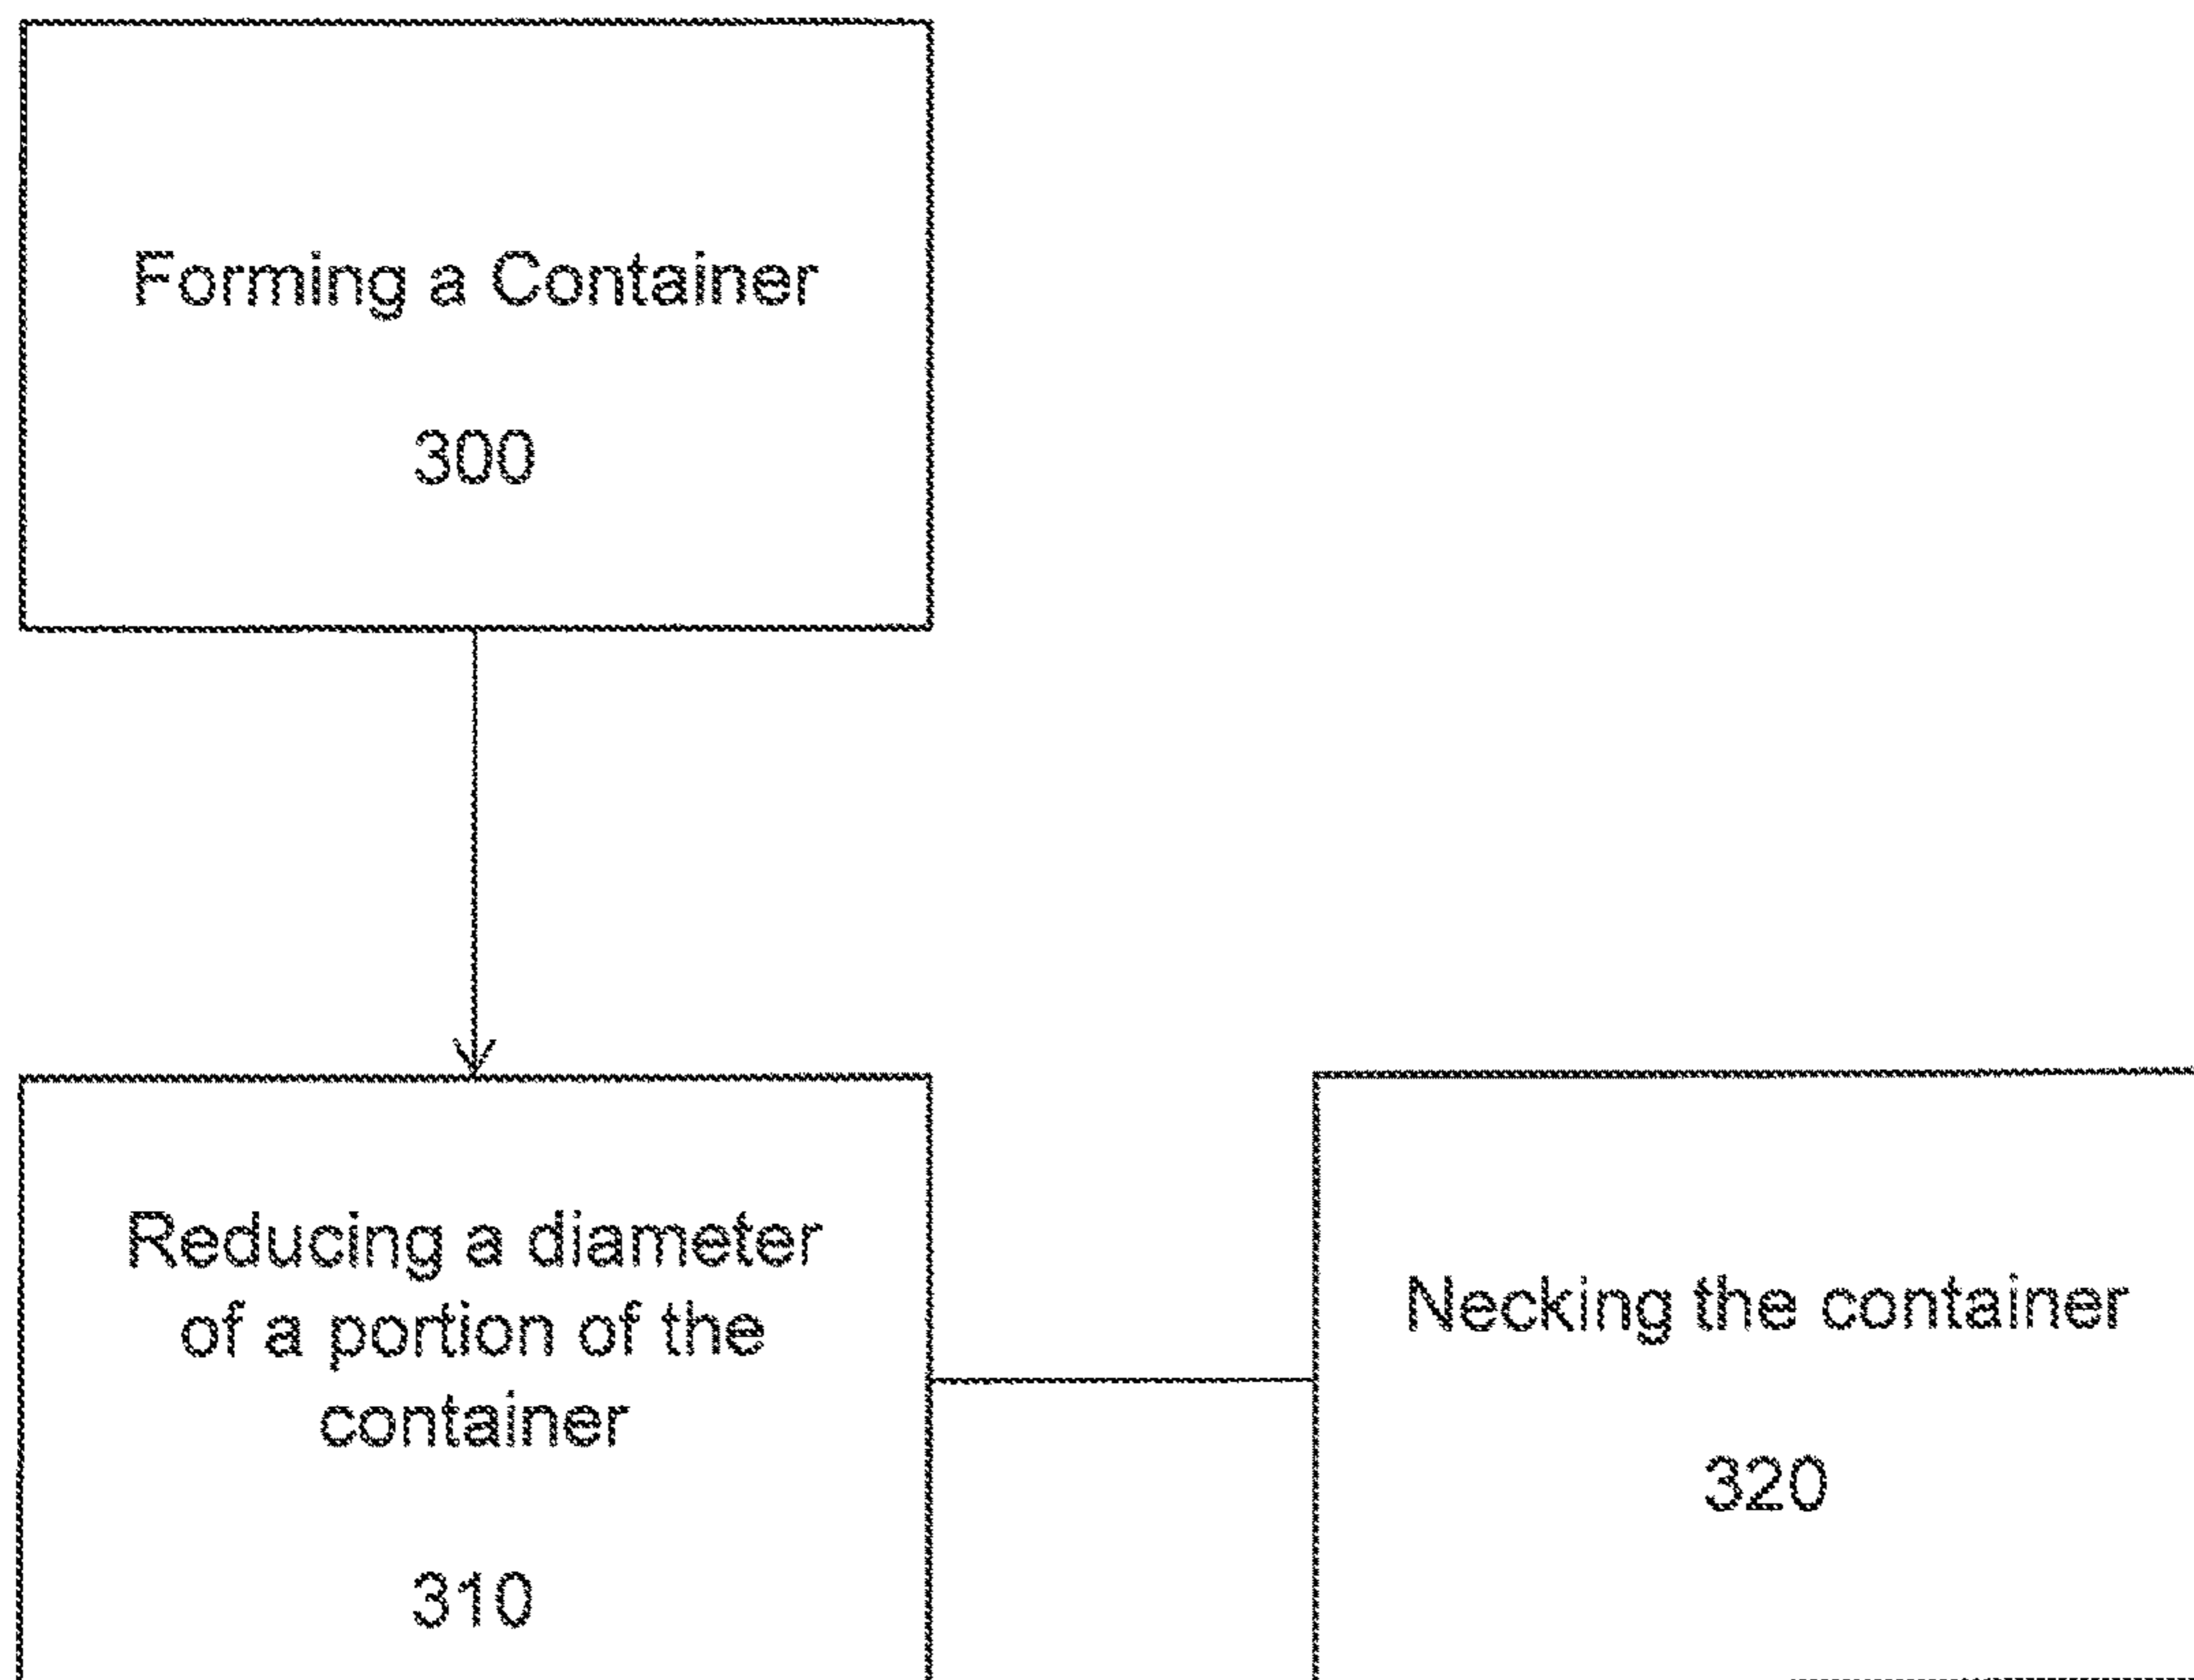 Forming a Container
300
Reducing a diameter
of a portion of the
container
310
Necking the container
320